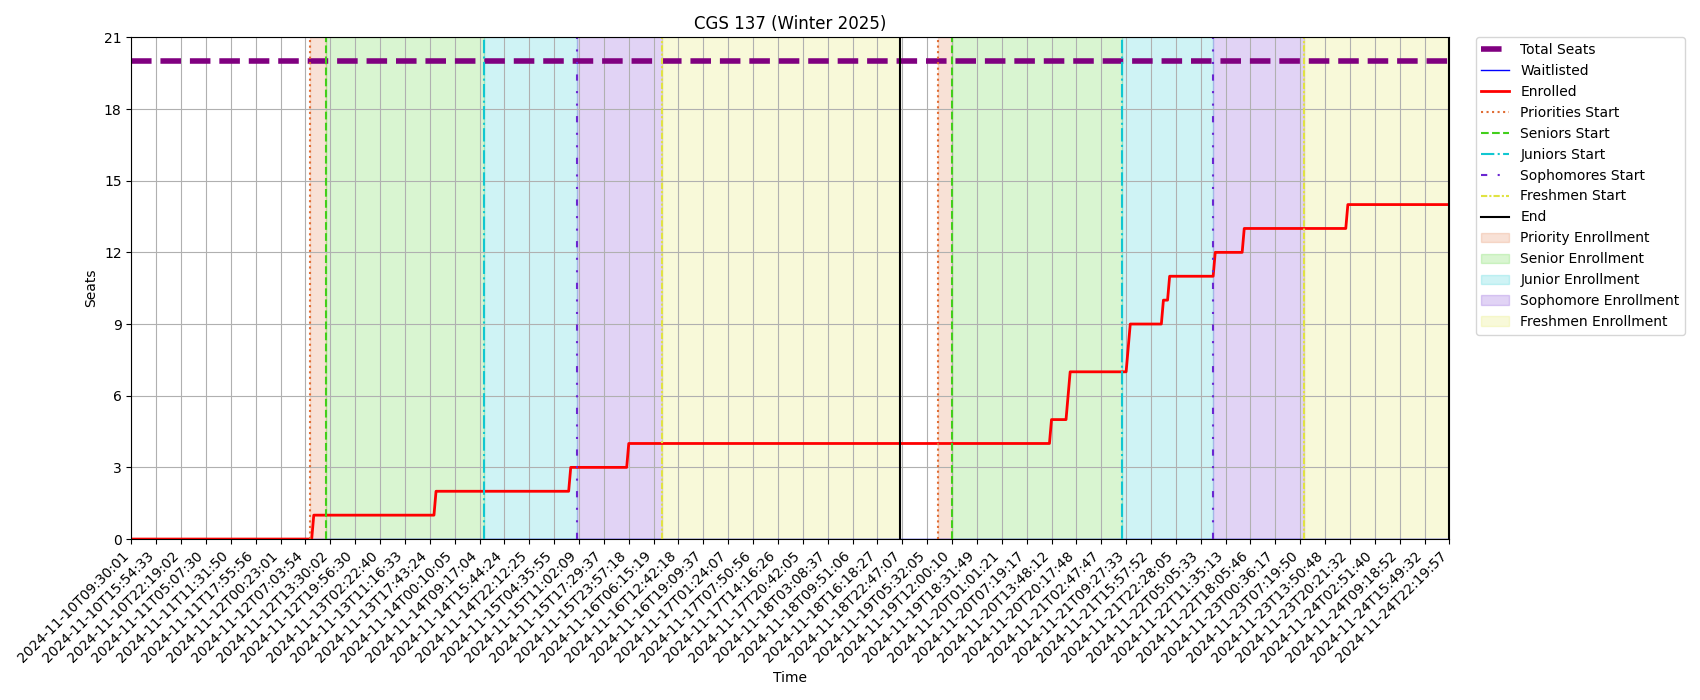 CGS 137 (Winter 2025)
21
18
15
12
9
6
3
0
Seats
2024-11-10T09:30:01
2024-11-10T15:54:33
2024-11-10T22:19:02
2024-11-11T05:07:30
2024-11-11T11:31:50
2024-11-11T17:55:56
2024-11-12T00:23:01
2024-11-12T07:03:54
2024-11-12T13:30:02
2024-11-12T19:56:30
2024-11-13T02:22:40
2024-11-13T11:16:33
2024-11-13T17:43:24
2024-11-14T00:10:05
2024-11-14T09:17:04
2024-11-14T15:44:24
2024-11-14T22:12:25
2024-11-15T04:35:55
2024-11-15T11:02:09
2024-11-15T17:29:37
2024-11-15T23:57:18
2024-11-16T06:15:19
2024-11-16T12:42:18
2024-11-16T19:09:37
2024-11-17T01:24:07
2024-11-17T07:50:56
2024-11-17T14:16:26
2024-11-17T20:42:05
2024-11-18T03:08:37
2024-11-18T09:51:06
2024-11-18T16:18:27
2024-11-18T22:47:07
2024-11-19T05:32:05
2024-11-19T12:00:10
2024-11-19T18:31:49
2024-11-20T01:01:21
2024-11-20T07:19:17
2024-11-20T13:48:12
2024-11-20T20:17:48
2024-11-21T02:47:47
2024-11-21T09:27:33
2024-11-21T15:57:52
2024-11-21T22:28:05
2024-11-22T05:05:33
2024-11-22T11:35:13
2024-11-22T18:05:46
2024-11-23T00:36:17
2024-11-23T07:19:50
2024-11-23T13:50:48
2024-11-23T20:21:32
2024-11-24T02:51:40
2024-11-24T09:18:52
2024-11-24T15:49:32
2024-11-24T22:19:57
Time
Total Seats
Waitlisted
Enrolled
Priorities Start
Seniors Start
Juniors Start
Sophomores Start
Freshmen Start
End
Priority Enrollment
Senior Enrollment
Junior Enrollment
Sophomore Enrollment
Freshmen Enrollment